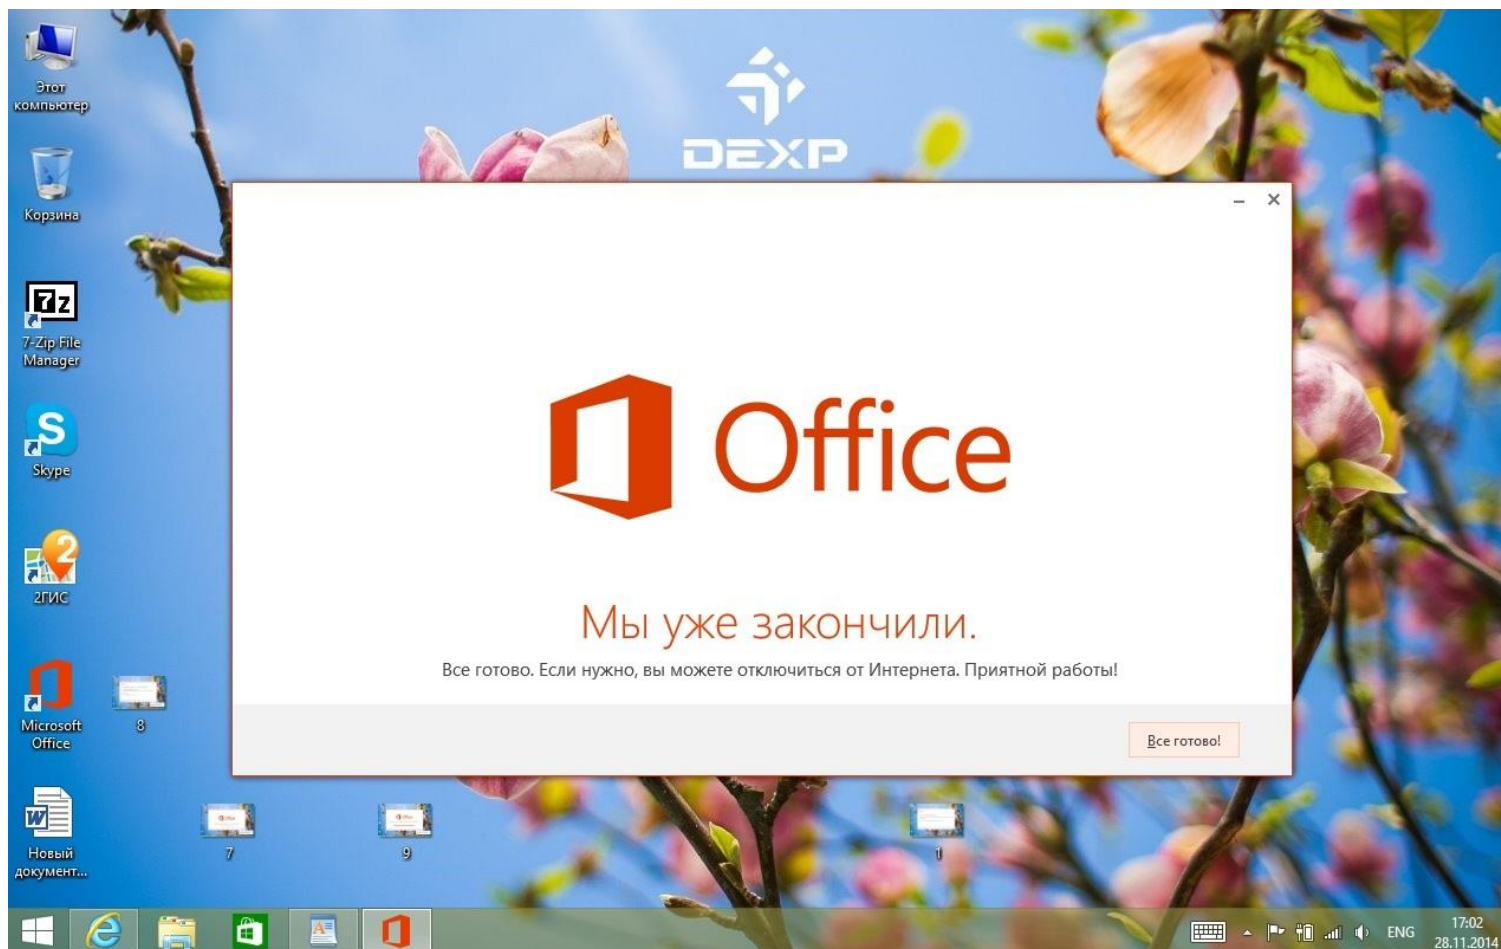 Этот
компьютер
Корзина
7z
7-Zip File
Manager
S
Skype
2
2ГИС
Microsoft
Office
8
W
Новый
документ...
7
9
1
DEXP
Office
Мы уже закончили.
Все готово. Если нужно, вы можете отключиться от Интернета. Приятной работы!
Все готово!
ENG
17:02
28.11.2014